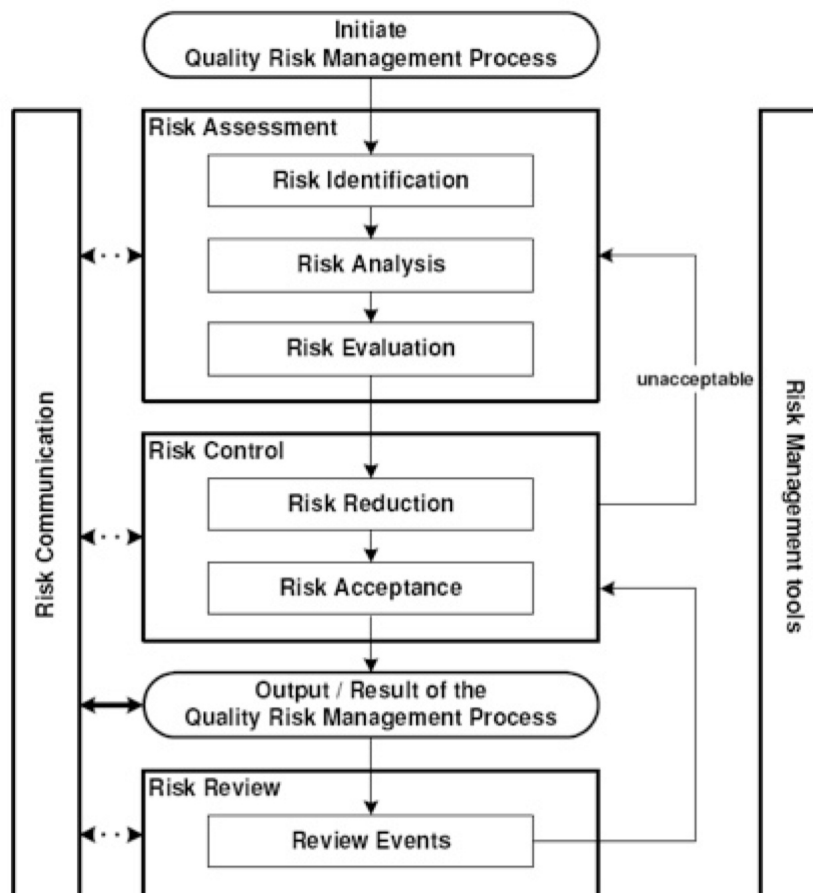 Initiate
Quality Risk Management Process
Risk Assessment
Risk Identification
Risk Analysis
Risk Evaluation
unacceptable
Risk Communication
Risk Management tools
Risk Control
Risk Reduction
Risk Acceptance
Output / Result of the
Quality Risk Management Process
Risk Review
Review Events